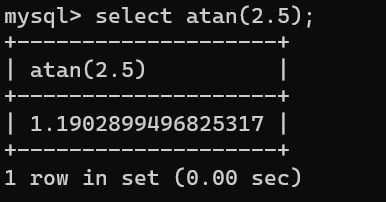 mysql> select atan(2.5);
+--------------------+
| atan(2.5)          |
+--------------------+
| 1.1902899496825317 |
+--------------------+
1 row in set (0.00 sec)